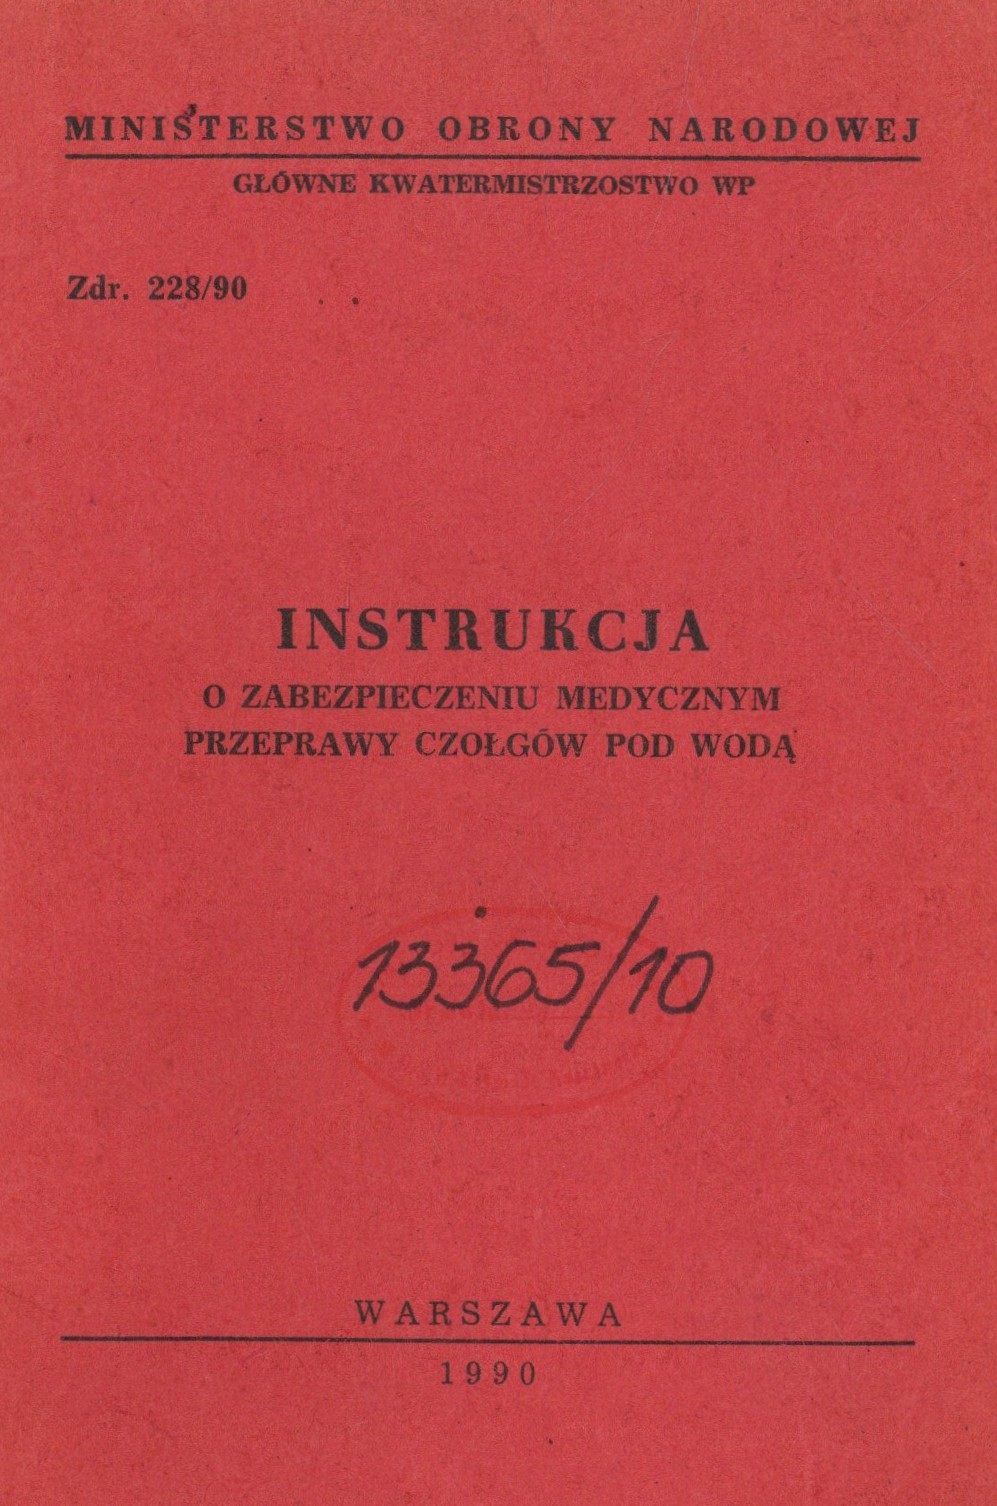 MINISTERSTWO OBRONY NARODOWEJ
GŁÓWNE KWATERMISTRZOSTWO WP
Zdr. 228/90
INSTRUKCJA
O ZABEZPIECZENIU MEDYCZNYM
PRZEPRAWY CZOŁGÓW POD WODĄ
13365/10
WARSZAWA
1990